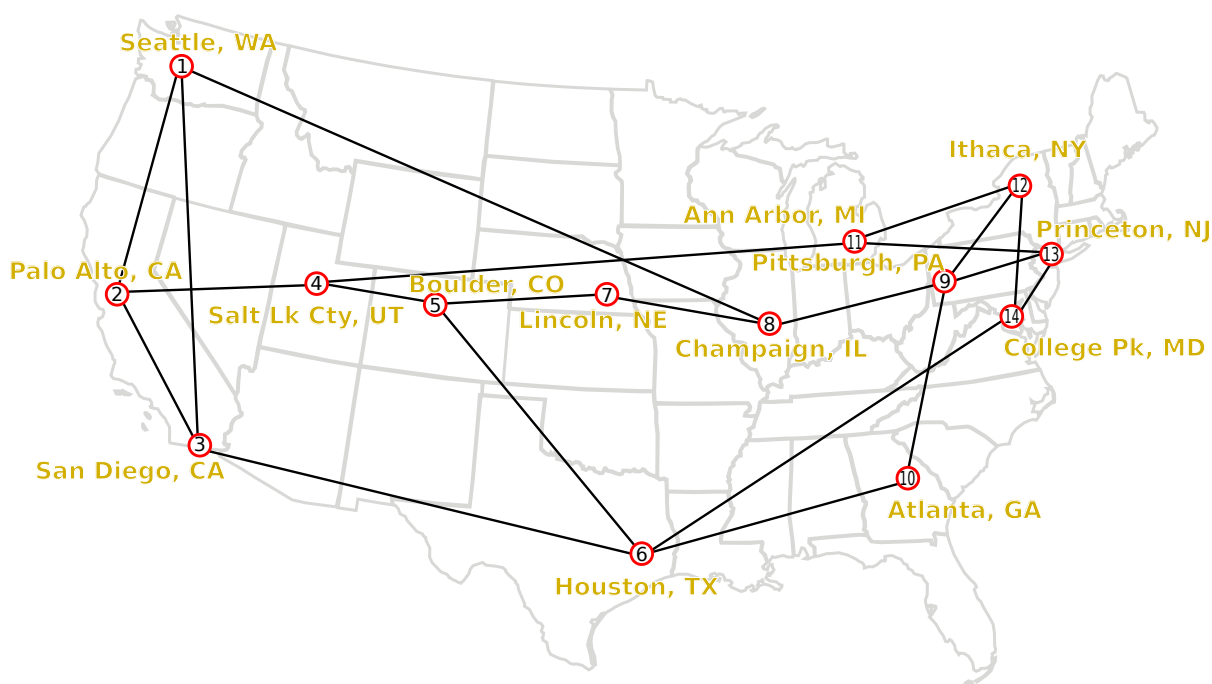 Seattle, WA
1
Ithaca, NY
12
Ann Arbor, MI
11
Princeton, NJ
13
Pittsburgh, PA
9
Palo Alto, CA
2
4
Salt Lk Cty, UT
Boulder, CO
5
7
Lincoln, NE
8
Champaign, IL
14
College Pk, MD
3
San Diego, CA
10
Atlanta, GA
6
Houston, TX